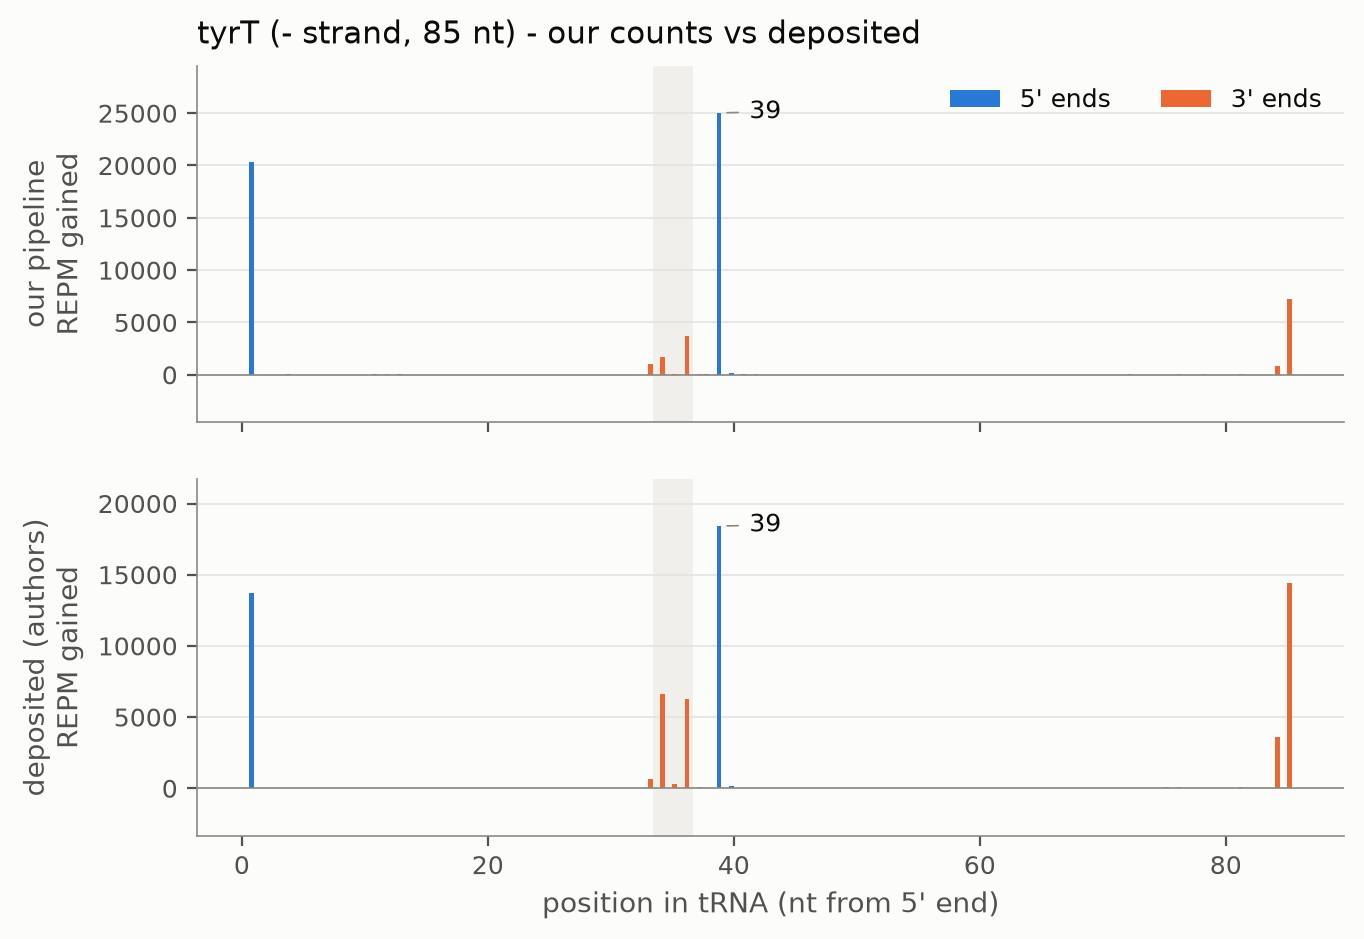 tyrT (- strand, 85 nt) - our counts vs deposited
5' ends
3' ends
39
our pipeline
REPM gained
25000
20000
15000
10000
5000
0
39
deposited (authors)
REPM gained
20000
15000
10000
5000
0
0
20
40
60
80
position in tRNA (nt from 5' end)